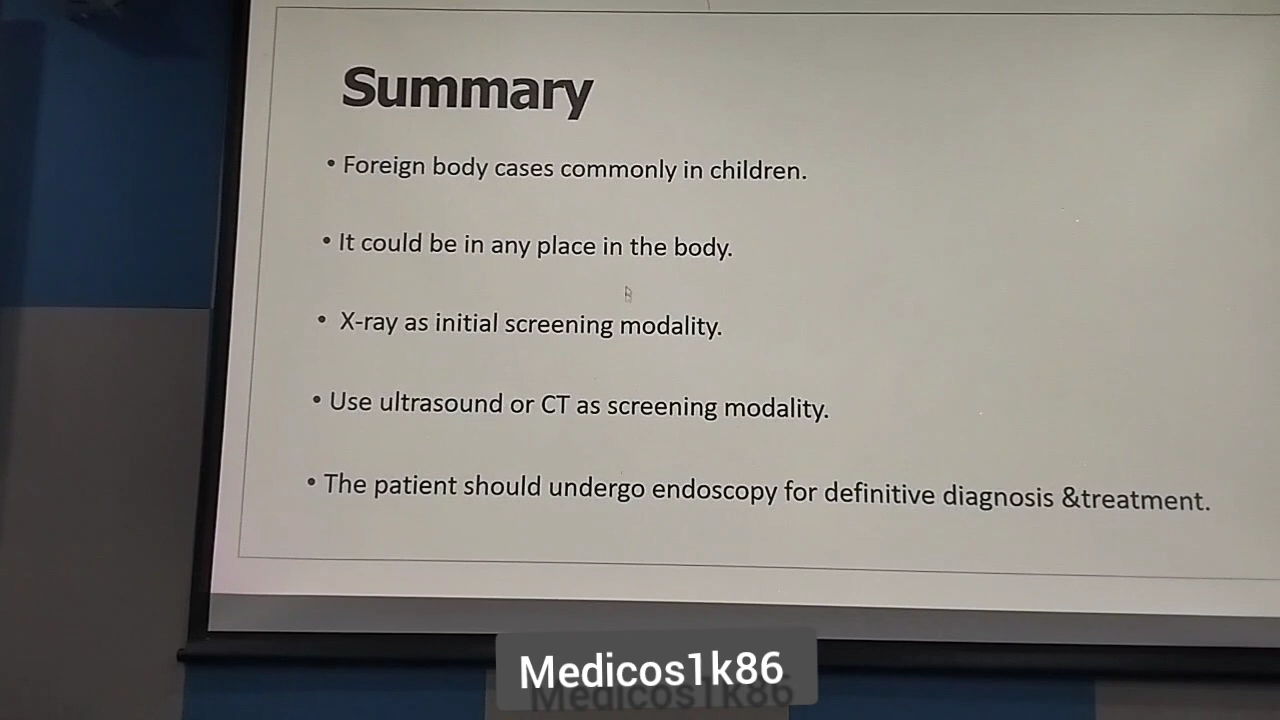 Summary
• Foreign body cases commonly in children.
• It could be in any place in the body.
• X-ray as initial screening modality.
• Use ultrasound or CT as screening modality.
• The patient should undergo endoscopy for definitive diagnosis &treatment.
Medicos1k86
Medicos1k86